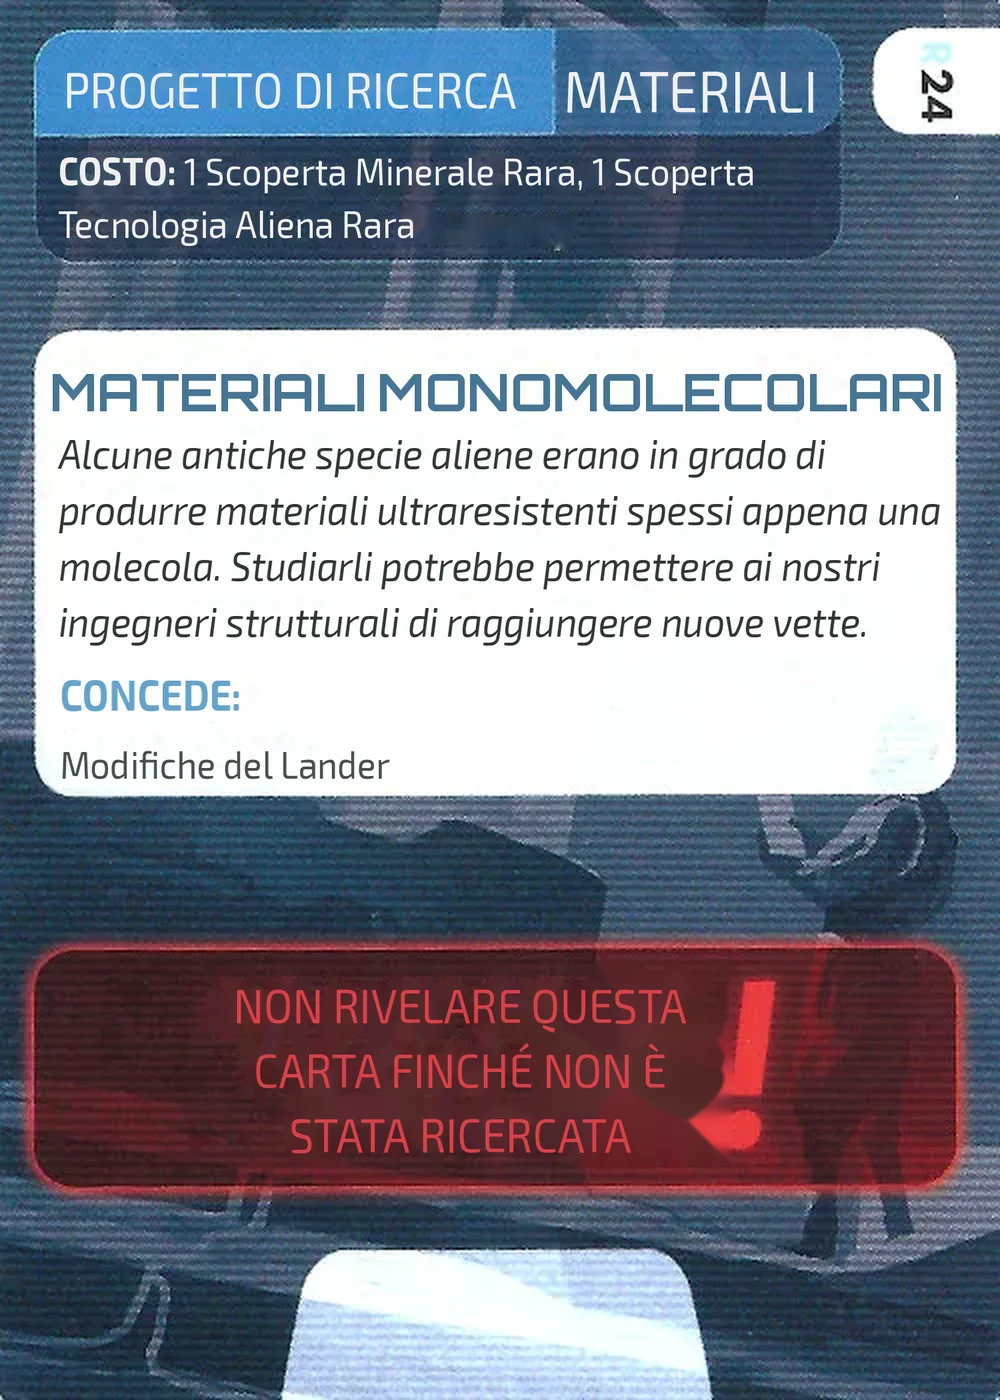 PROGETTO DI RICERCA MATERIALI
R 24
COSTO: 1 Scoperta Minerale Rara, 1 Scoperta
Tecnologia Aliena Rara
MATERIALI MONOMOLECOLARI
Alcune antiche specie aliene erano in grado di
produrre materiali ultraresistenti spessi appena una
molecola. Studiarli potrebbe permettere ai nostri
ingegneri strutturali di raggiungere nuove vette.
CONCEDE:
Modifiche del Lander
NON RIVELARE QUESTA
CARTA FINCHÉ NON È
STATA RICERCATA
!